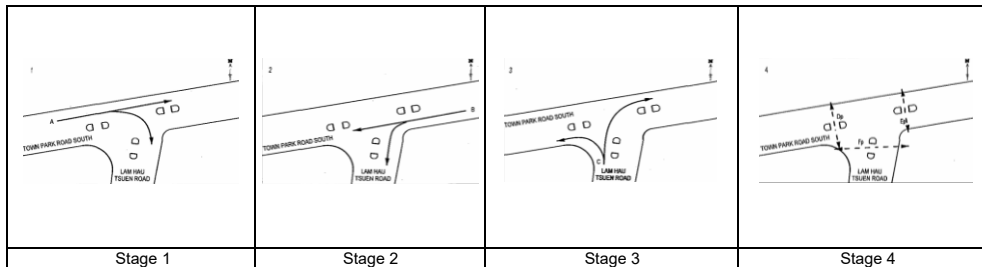 1
N
A
TOWN PARK ROAD SOUTH
LAM HAU
TSUEN ROAD
2
N
B
TOWN PARK ROAD SOUTH
LAM HAU
TSUEN ROAD
3
N
TOWN PARK ROAD SOUTH
C
LAM HAU
TSUEN ROAD
4
N
Dp
Ep
TOWN PARK ROAD SOUTH
Fp
LAM HAU
TSUEN ROAD
Stage 1
Stage 2
Stage 3
Stage 4